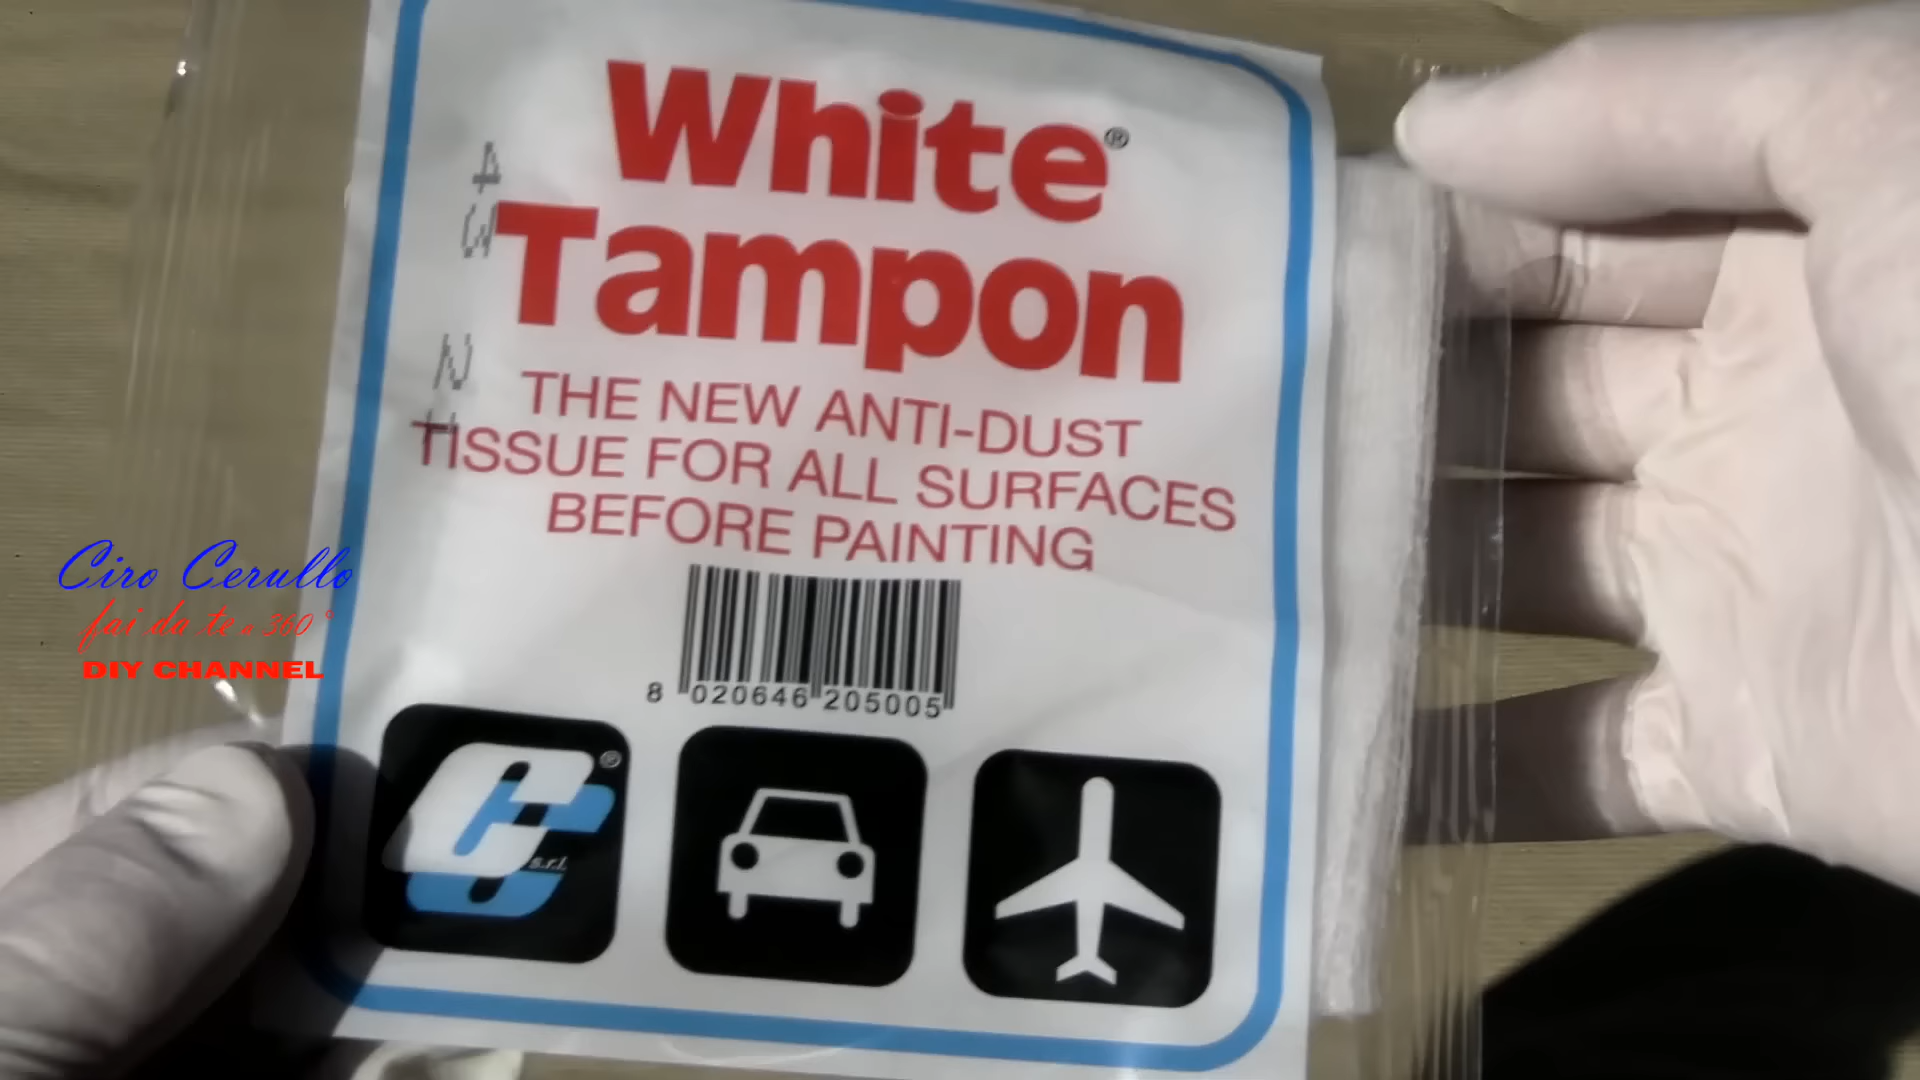 White®
Tampon
THE NEW ANTI-DUST
TISSUE FOR ALL SURFACES
BEFORE PAINTING
8 020646 205005
® s.r.l.
Ciro Cerullo
fai da te a 360°
DIY CHANNEL